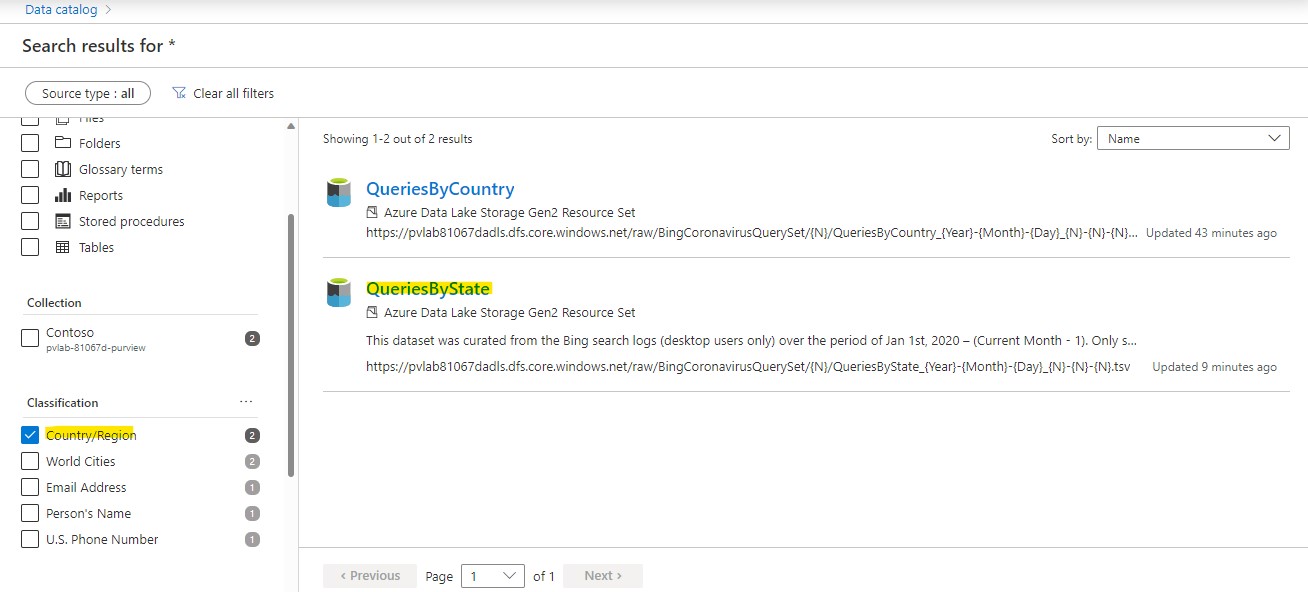 Data catalog >
Search results for *
Source type : all
Clear all filters
Files
Folders
Glossary terms
Reports
Stored procedures
Tables
Collection
Contoso 2
pvlab-81067d-purview
Classification ...
Country/Region 2
World Cities 2
Email Address 1
Person's Name 1
U.S. Phone Number 1
Showing 1-2 out of 2 results
Sort by: Name
QueriesByCountry
Azure Data Lake Storage Gen2 Resource Set
https://pvlab81067dadls.dfs.core.windows.net/raw/BingCoronavirusQuerySet/{N}/QueriesByCountry_{Year}-{Month}-{Day}_{N}-{N}-{N}... Updated 43 minutes ago
QueriesByState
Azure Data Lake Storage Gen2 Resource Set
This dataset was curated from the Bing search logs (desktop users only) over the period of Jan 1st, 2020 – (Current Month - 1). Only s...
https://pvlab81067dadls.dfs.core.windows.net/raw/BingCoronavirusQuerySet/{N}/QueriesByState_{Year}-{Month}-{Day}_{N}-{N}-{N}.tsv Updated 9 minutes ago
‹ Previous Page 1 of 1 Next ›